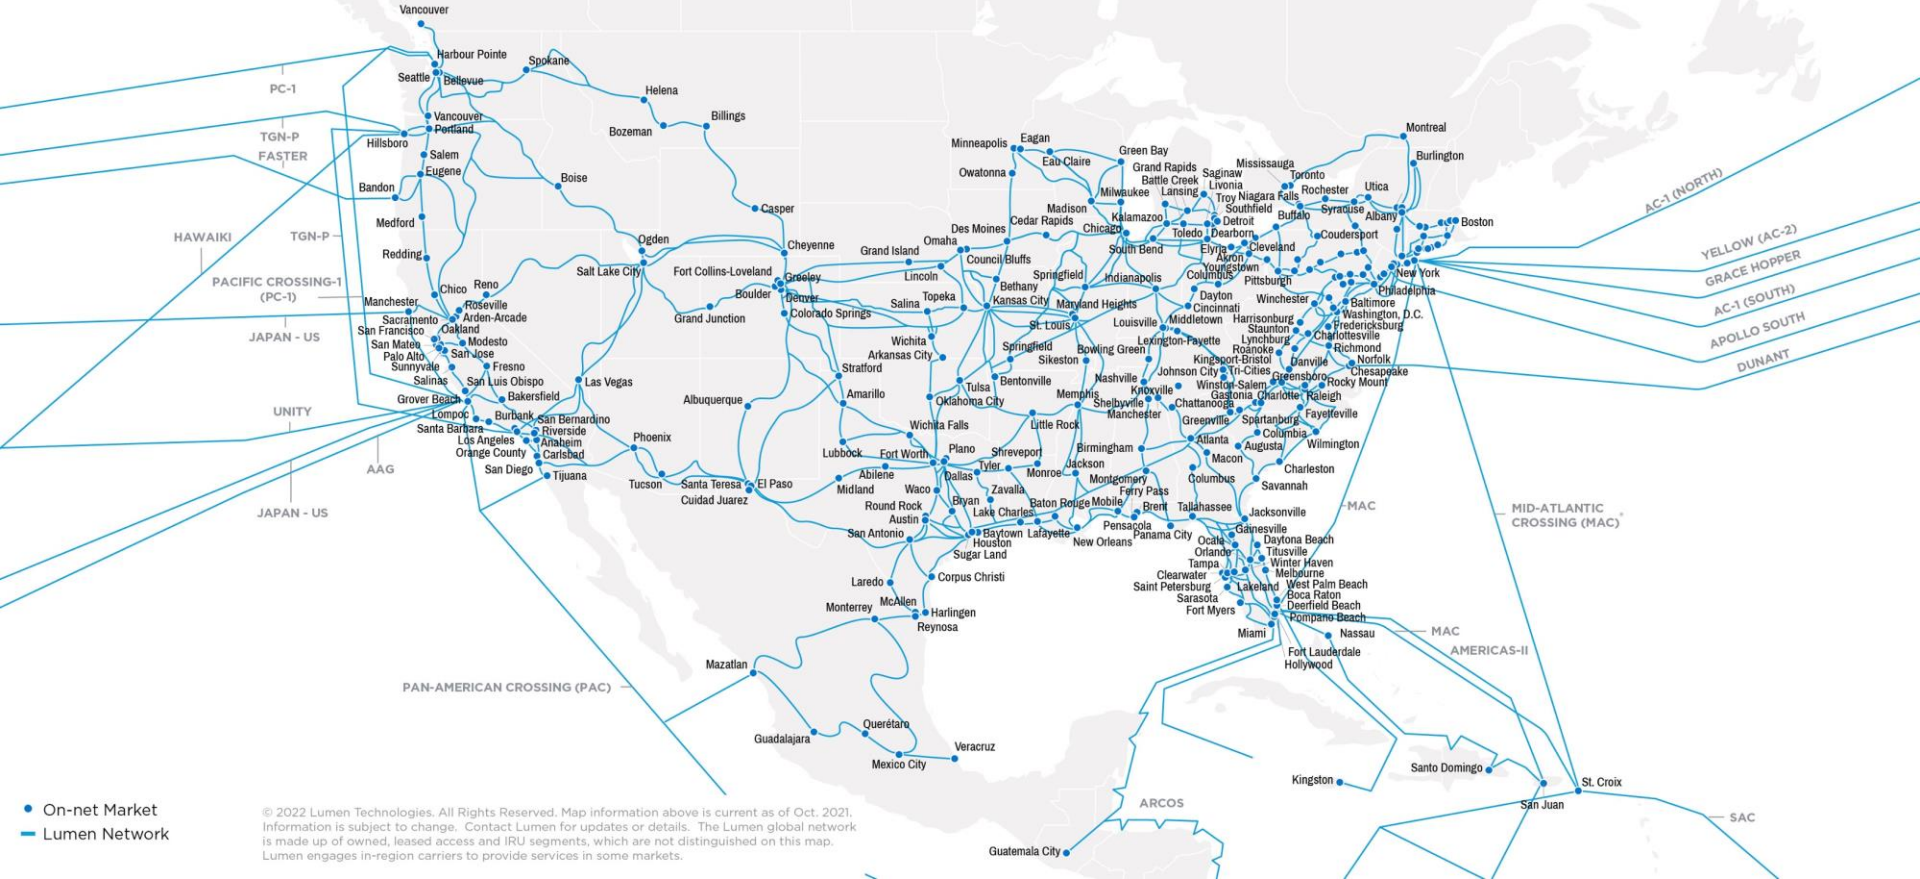 Vancouver
Harbour Pointe
Seattle
Bellevue
Spokane
PC-1
Helena
Billings
Bozeman
Vancouver
Portland
TGN-P
Hillsboro
FASTER
Salem
Eugene
Boise
Bandon
Casper
Medford
HAWAIKI
TGN-P
Ogden
Cheyenne
Redding
Salt Lake City
Fort Collins-Loveland
Greeley
PACIFIC CROSSING-1
(PC-1)
Chico
Reno
Boulder
Denver
Manchester
Roseville
Arden-Arcade
Grand Junction
Colorado Springs
Sacramento
San Francisco
Oakland
JAPAN - US
San Mateo
Modesto
Palo Alto
San Jose
Sunnyvale
Fresno
Salinas
San Luis Obispo
Las Vegas
Grover Beach
Bakersfield
Albuquerque
UNITY
Lompoc
Burbank
San Bernardino
Santa Barbara
Riverside
Los Angeles
Anaheim
Orange County
Carlsbad
Phoenix
AAG
San Diego
Tijuana
Tucson
Santa Teresa
El Paso
Cuidad Juarez
JAPAN - US
Minneapolis
Eagan
Eau Claire
Green Bay
Owatonna
Grand Rapids
Battle Creek
Lansing
Saginaw
Livonia
Troy
Southfield
Detroit
Dearborn
Milwaukee
Madison
Kalamazoo
Cedar Rapids
Chicago
Toledo
South Bend
Des Moines
Omaha
Grand Island
Council Bluffs
Lincoln
Elyria
Cleveland
Akron
Youngstown
Columbus
Pittsburgh
Springfield
Indianapolis
Bethany
Salina
Topeka
Kansas City
Maryland Heights
St. Louis
Dayton
Cincinnati
Louisville
Middletown
Wichita
Arkansas City
Springfield
Sikeston
Bowling Green
Lexington-Fayette
Stratford
Tulsa
Bentonville
Nashville
Amarillo
Oklahoma City
Memphis
Shelbyville
Manchester
Knoxville
Chattanooga
Johnson City
Kingsport-Bristol
Tri-Cities
Winston-Salem
Gastonia
Charlotte
Greenville
Spartanburg
Wichita Falls
Little Rock
Lubbock
Fort Worth
Plano
Shreveport
Birmingham
Atlanta
Columbia
Augusta
Macon
Abilene
Dallas
Tyler
Monroe
Jackson
Montgomery
Columbus
Charleston
Savannah
Midland
Waco
Zavalla
Ferry Pass
Round Rock
Bryan
Baton Rouge
Mobile
Brent
Tallahassee
Jacksonville
Austin
Lake Charles
San Antonio
Baytown
Lafayette
New Orleans
Pensacola
Panama City
Gainesville
Houston
Sugar Land
Ocala
Daytona Beach
Orlando
Titusville
Tampa
Winter Haven
Clearwater
Melbourne
Laredo
Corpus Christi
Saint Petersburg
Lakeland
West Palm Beach
Sarasota
Boca Raton
Fort Myers
Deerfield Beach
Pompano Beach
McAllen
Monterrey
Harlingen
Reynosa
Miami
Nassau
Fort Lauderdale
Hollywood
Montreal
Burlington
Mississauga
Toronto
Niagara Falls
Rochester
Utica
Buffalo
Syracuse
Albany
Boston
Coudersport
New York
Philadelphia
Winchester
Baltimore
Washington, D.C.
Harrisonburg
Fredericksburg
Staunton
Charlottesville
Lynchburg
Richmond
Roanoke
Norfolk
Danville
Chesapeake
Greensboro
Rocky Mount
Raleigh
Fayetteville
Wilmington
AC-1 (NORTH)
YELLOW (AC-2)
GRACE HOPPER
AC-1 (SOUTH)
APOLLO SOUTH
DUNANT
MAC
MID-ATLANTIC
CROSSING (MAC)
MAC
AMERICAS-II
Mazatlan
PAN-AMERICAN CROSSING (PAC)
Guadalajara
Querétaro
Mexico City
Veracruz
Kingston
Santo Domingo
St. Croix
San Juan
ARCOS
SAC
Guatemala City
On-net Market
Lumen Network
© 2022 Lumen Technologies. All Rights Reserved. Map information above is current as of Oct. 2021.
Information is subject to change. Contact Lumen for updates or details. The Lumen global network
is made up of owned, leased access and IRU segments, which are not distinguished on this map.
Lumen engages in-region carriers to provide services in some markets.